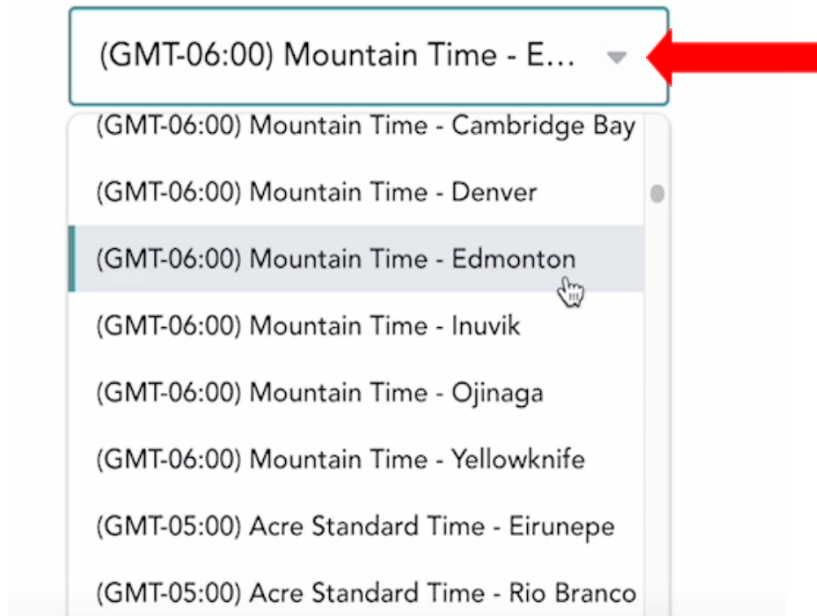 (GMT-06:00) Mountain Time - E...
(GMT-06:00) Mountain Time - Cambridge Bay
(GMT-06:00) Mountain Time - Denver
(GMT-06:00) Mountain Time - Edmonton
(GMT-06:00) Mountain Time - Inuvik
(GMT-06:00) Mountain Time - Ojinaga
(GMT-06:00) Mountain Time - Yellowknife
(GMT-05:00) Acre Standard Time - Eirunepe
(GMT-05:00) Acre Standard Time - Rio Branco